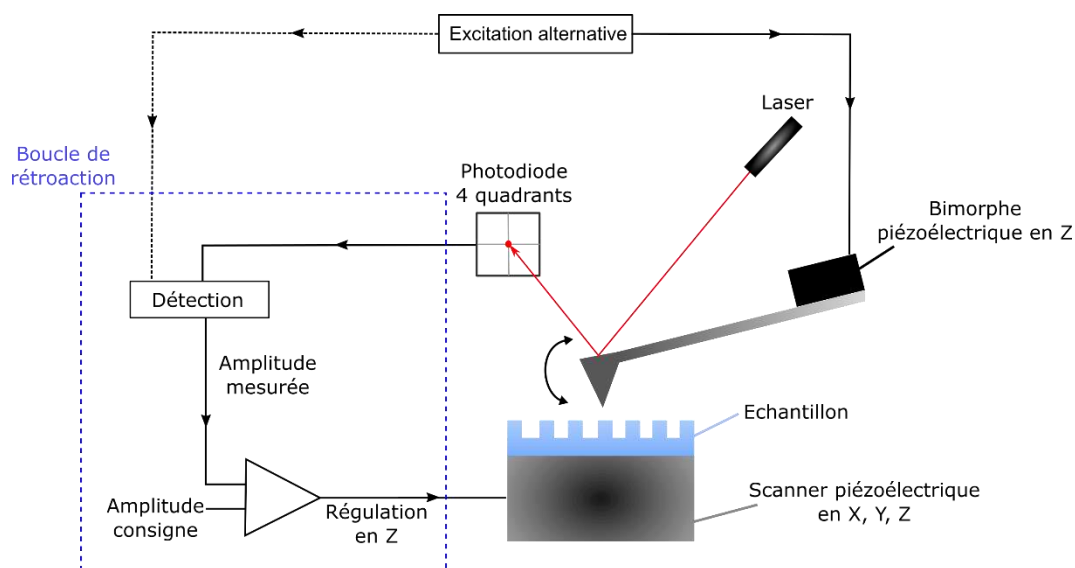 Excitation alternative
Laser
Boucle de
rétroaction
Photodiode
4 quadrants
Bimorphe
piézoélectrique en Z
Détection
Amplitude
mesurée
Echantillon
Amplitude
consigne
Régulation
en Z
Scanner piézoélectrique
en X, Y, Z